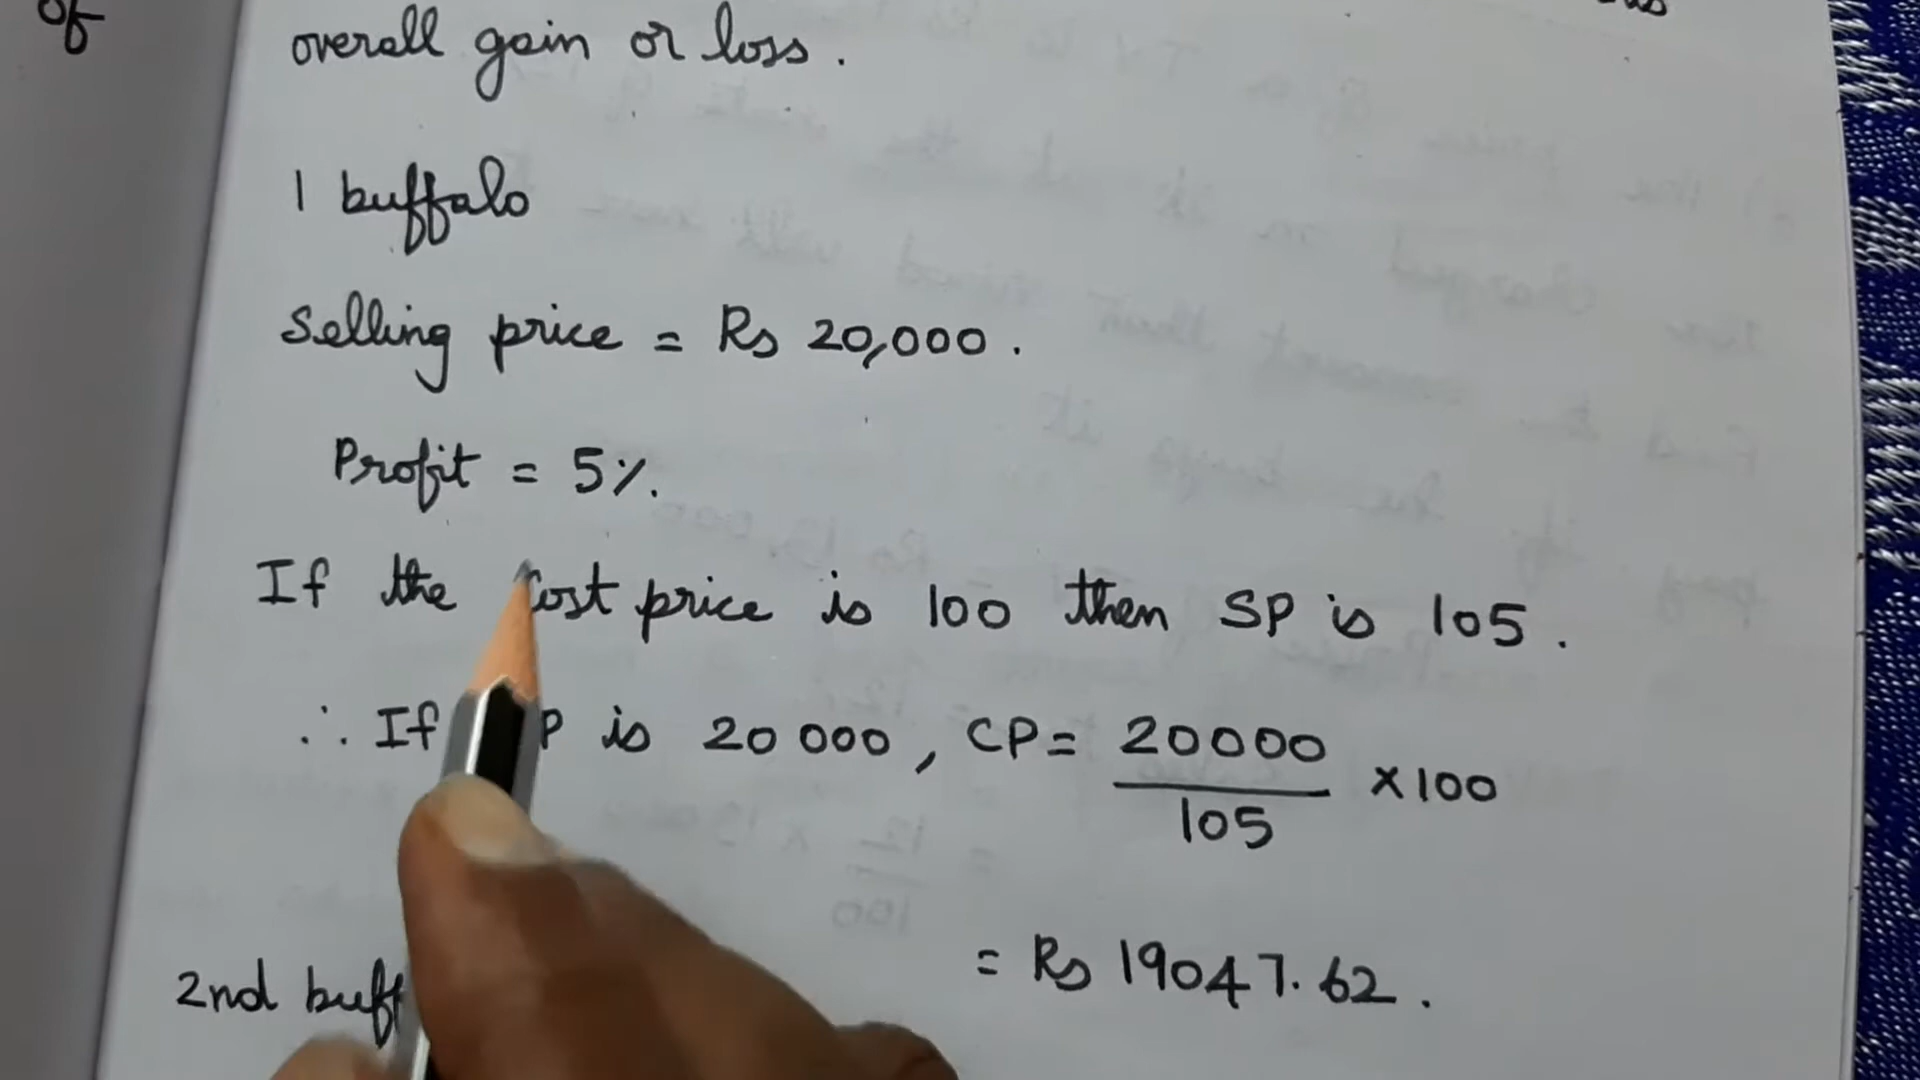 of
overall gain or loss.
1 buffalo
Selling price = Rs 20,000.
Profit = 5%.
If the cost price is 100 then SP is 105.
∴ If P is 20 000, CP = 20000/105 × 100
= Rs 19047.62.
2nd buff